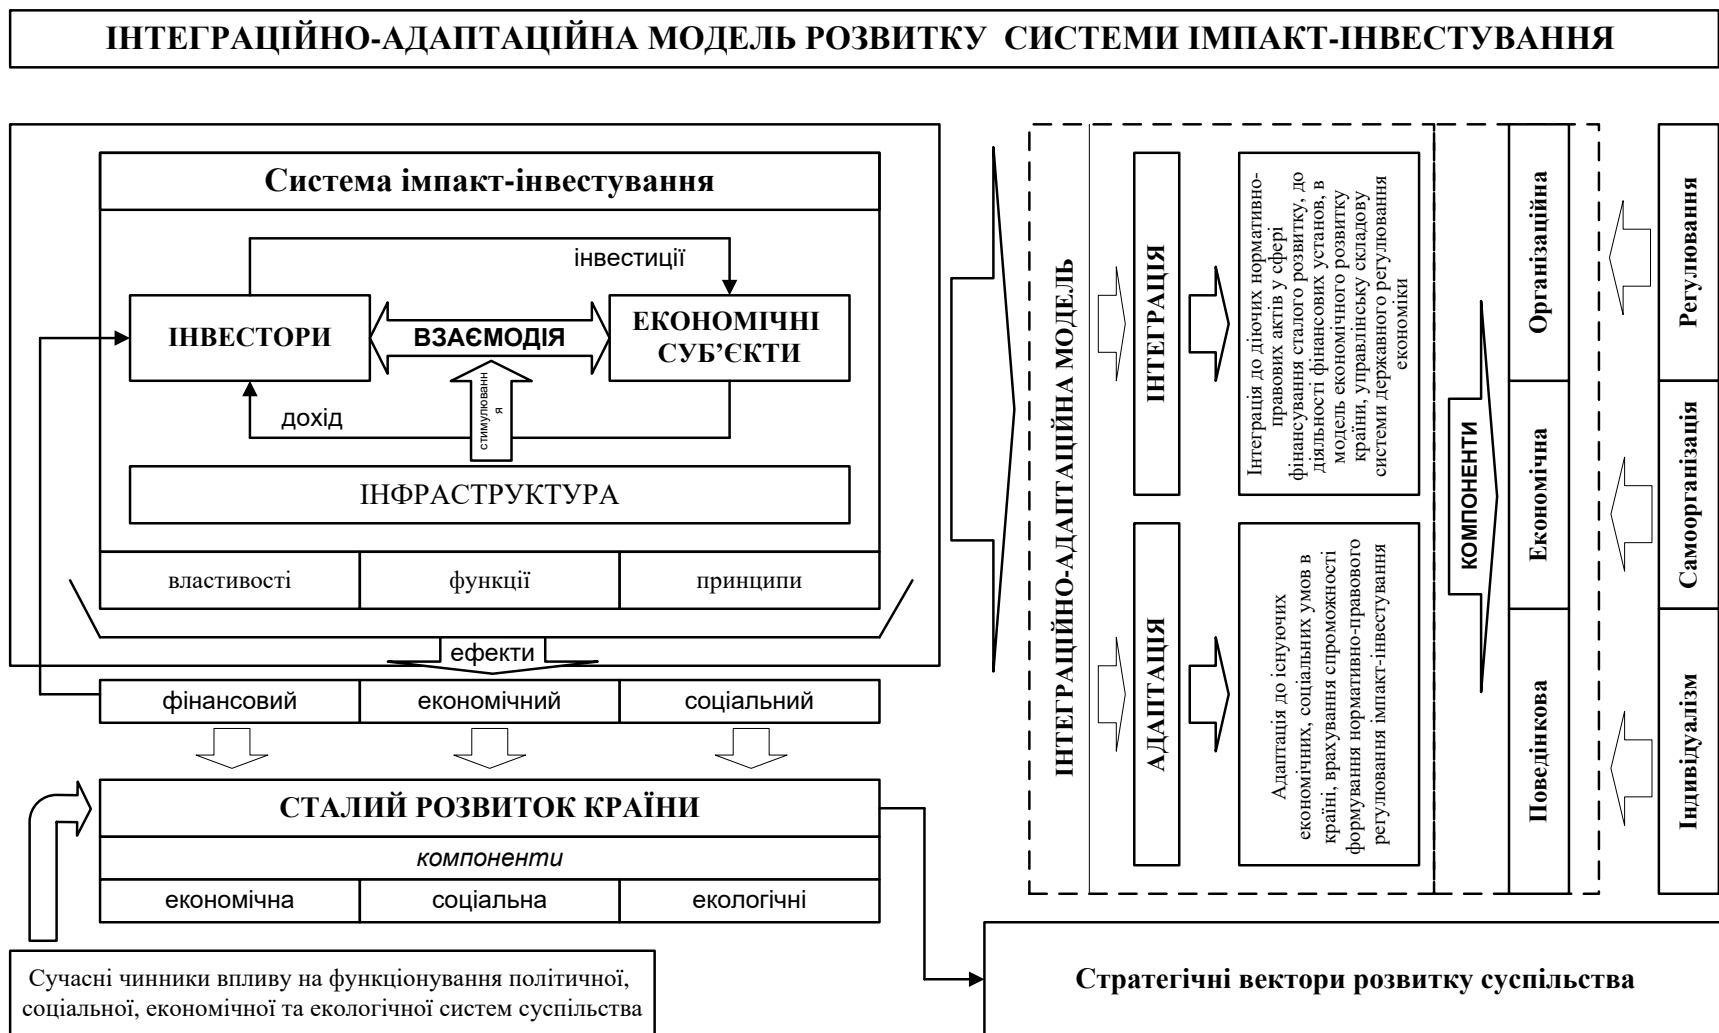 ІНТЕГРАЦІЙНО-АДАПТАЦІЙНА МОДЕЛЬ РОЗВИТКУ СИСТЕМИ ІМПАКТ-ІНВЕСТУВАННЯ
Система імпакт-інвестування
інвестиції
ІНВЕСТОРИ
ВЗАЄМОДІЯ
ЕКОНОМІЧНІ
СУБ’ЄКТИ
стимулюванн
я
дохід
ІНФРАСТРУКТУРА
властивості
функції
принципи
ефекти
фінансовий
економічний
соціальний
СТАЛИЙ РОЗВИТОК КРАЇНИ
компоненти
економічна
соціальна
екологічні
Сучасні чинники впливу на функціонування політичної,
соціальної, економічної та екологічної систем суспільства
ІНТЕГРАЦІЙНО-АДАПТАЦІЙНА МОДЕЛЬ
ІНТЕГРАЦІЯ
Інтеграція до діючих нормативно-
правових актів у сфері
фінансування сталого розвитку, до
діяльності фінансових установ, в
модель економічного розвитку
країни, управлінську складову
системи державного регулювання
економіки
АДАПТАЦІЯ
Адаптація до існуючих
економічних, соціальних умов в
країні, врахування спроможності
формування нормативно-правового
регулювання імпакт-інвестування
КОМПОНЕНТИ
Організаційна
Економічна
Поведінкова
Регулювання
Самоорганізація
Індивідуалізм
Стратегічні вектори розвитку суспільства